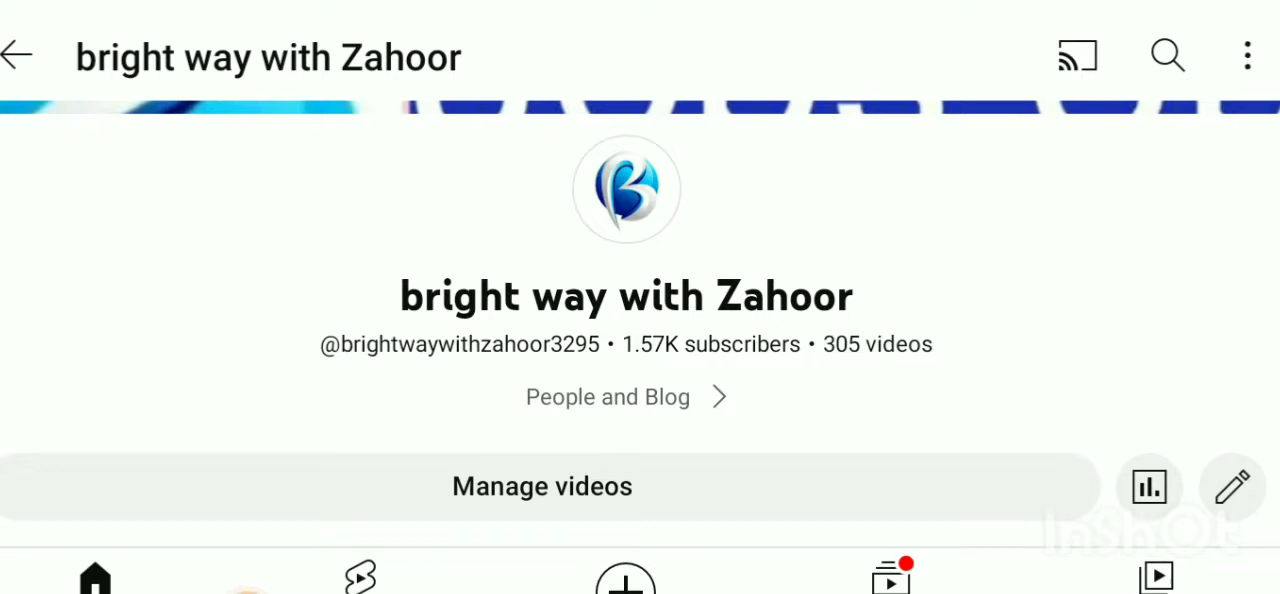 bright way with Zahoor
bright way with Zahoor
@brightwaywithzahoor3295 • 1.57K subscribers • 305 videos
People and Blog
Manage videos
InShot